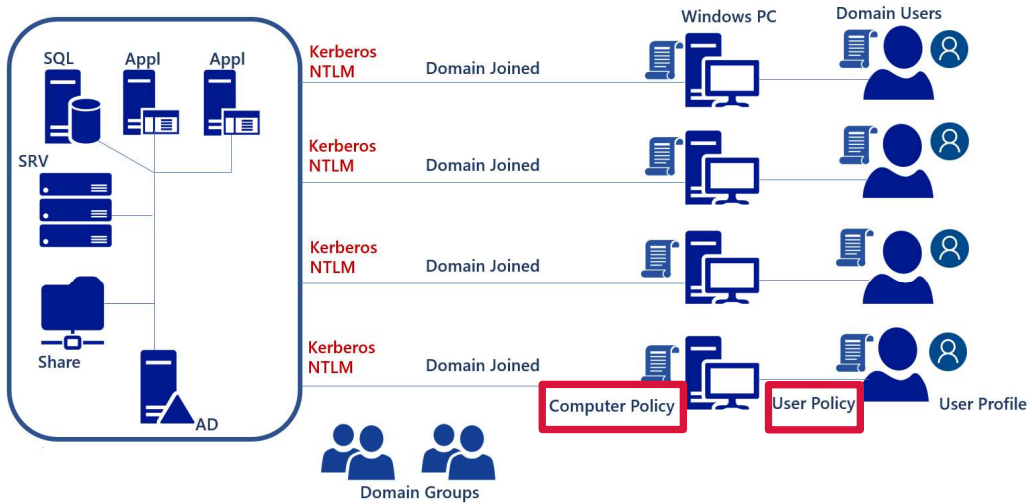 Windows PC
Domain Users
SQL
Appl
Appl
Kerberos
NTLM
Domain Joined
Kerberos
NTLM
Domain Joined
SRV
Kerberos
NTLM
Domain Joined
Share
Kerberos
NTLM
Domain Joined
Computer Policy
User Policy
User Profile
AD
Domain Groups